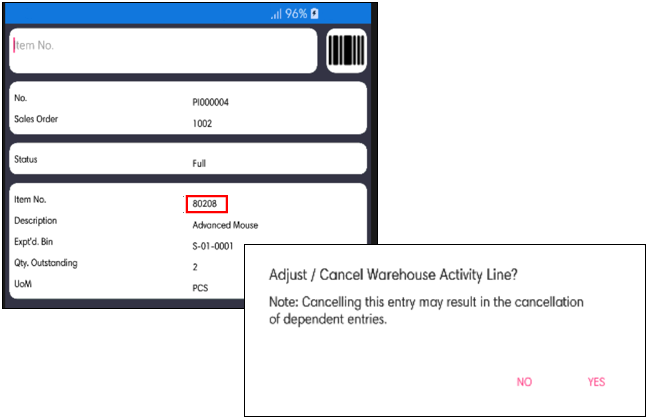 96%
Item No.
No. PI000004
Sales Order 1002
Status Full
Item No. 80208
Description Advanced Mouse
Expt'd. Bin S-01-0001
Qty. Outstanding 2
UoM PCS
Adjust / Cancel Warehouse Activity Line?
Note: Cancelling this entry may result in the cancellation
of dependent entries.
NO YES